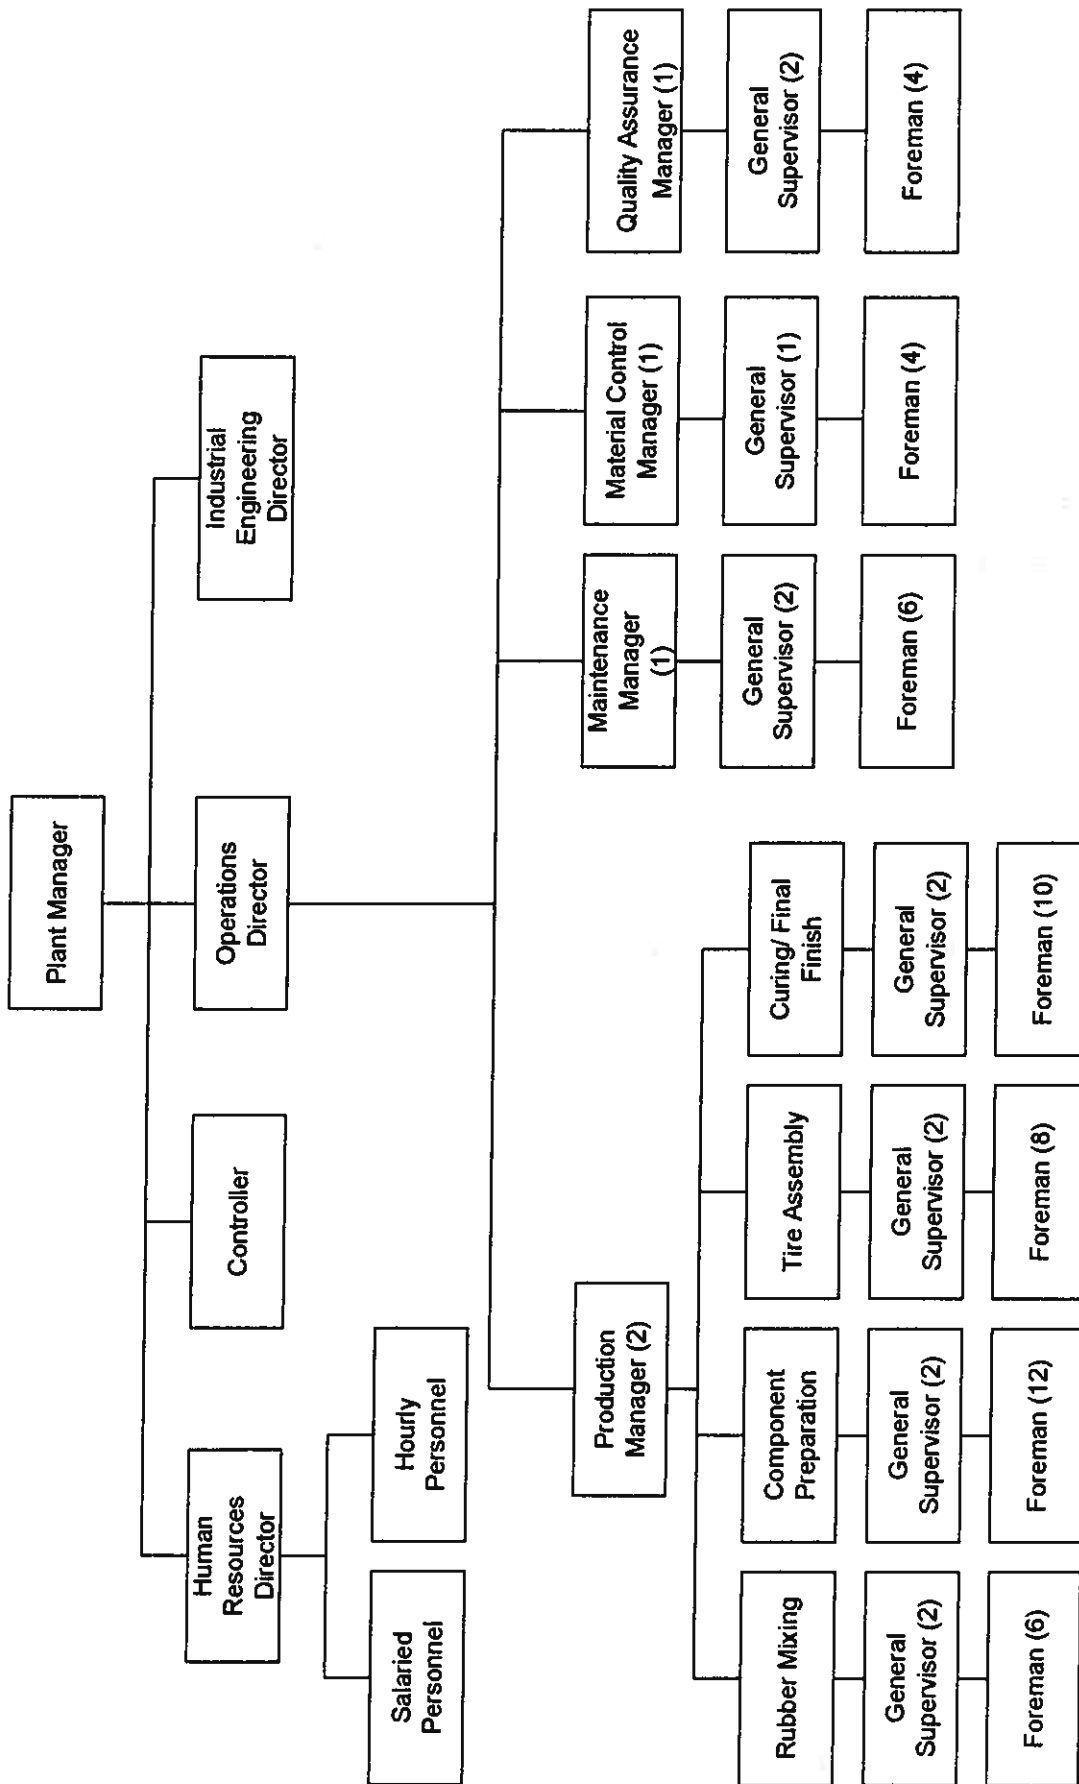 Plant Manager
Human
Resources
Director
Controller
Operations
Director
Industrial
Engineering
Director
Salaried
Personnel
Hourly
Personnel
Production
Manager (2)
Maintenance
Manager
(1)
Material Control
Manager (1)
Quality Assurance
Manager (1)
General
Supervisor (2)
General
Supervisor (1)
General
Supervisor (2)
Foreman (6)
Foreman (4)
Foreman (4)
Rubber Mixing
Component
Preparation
Tire Assembly
Curing/ Final
Finish
General
Supervisor (2)
General
Supervisor (2)
General
Supervisor (2)
General
Supervisor (2)
Foreman (6)
Foreman (12)
Foreman (8)
Foreman (10)